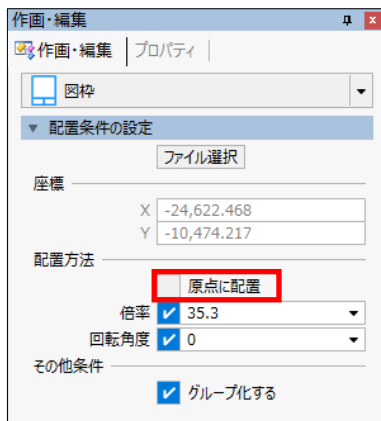 作画・編集
作画・編集 プロパティ
図枠
配置条件の設定
ファイル選択
座標
X -24,622.468
Y -10,474.217
配置方法
原点に配置
倍率 35.3
回転角度 0
その他条件
グループ化する